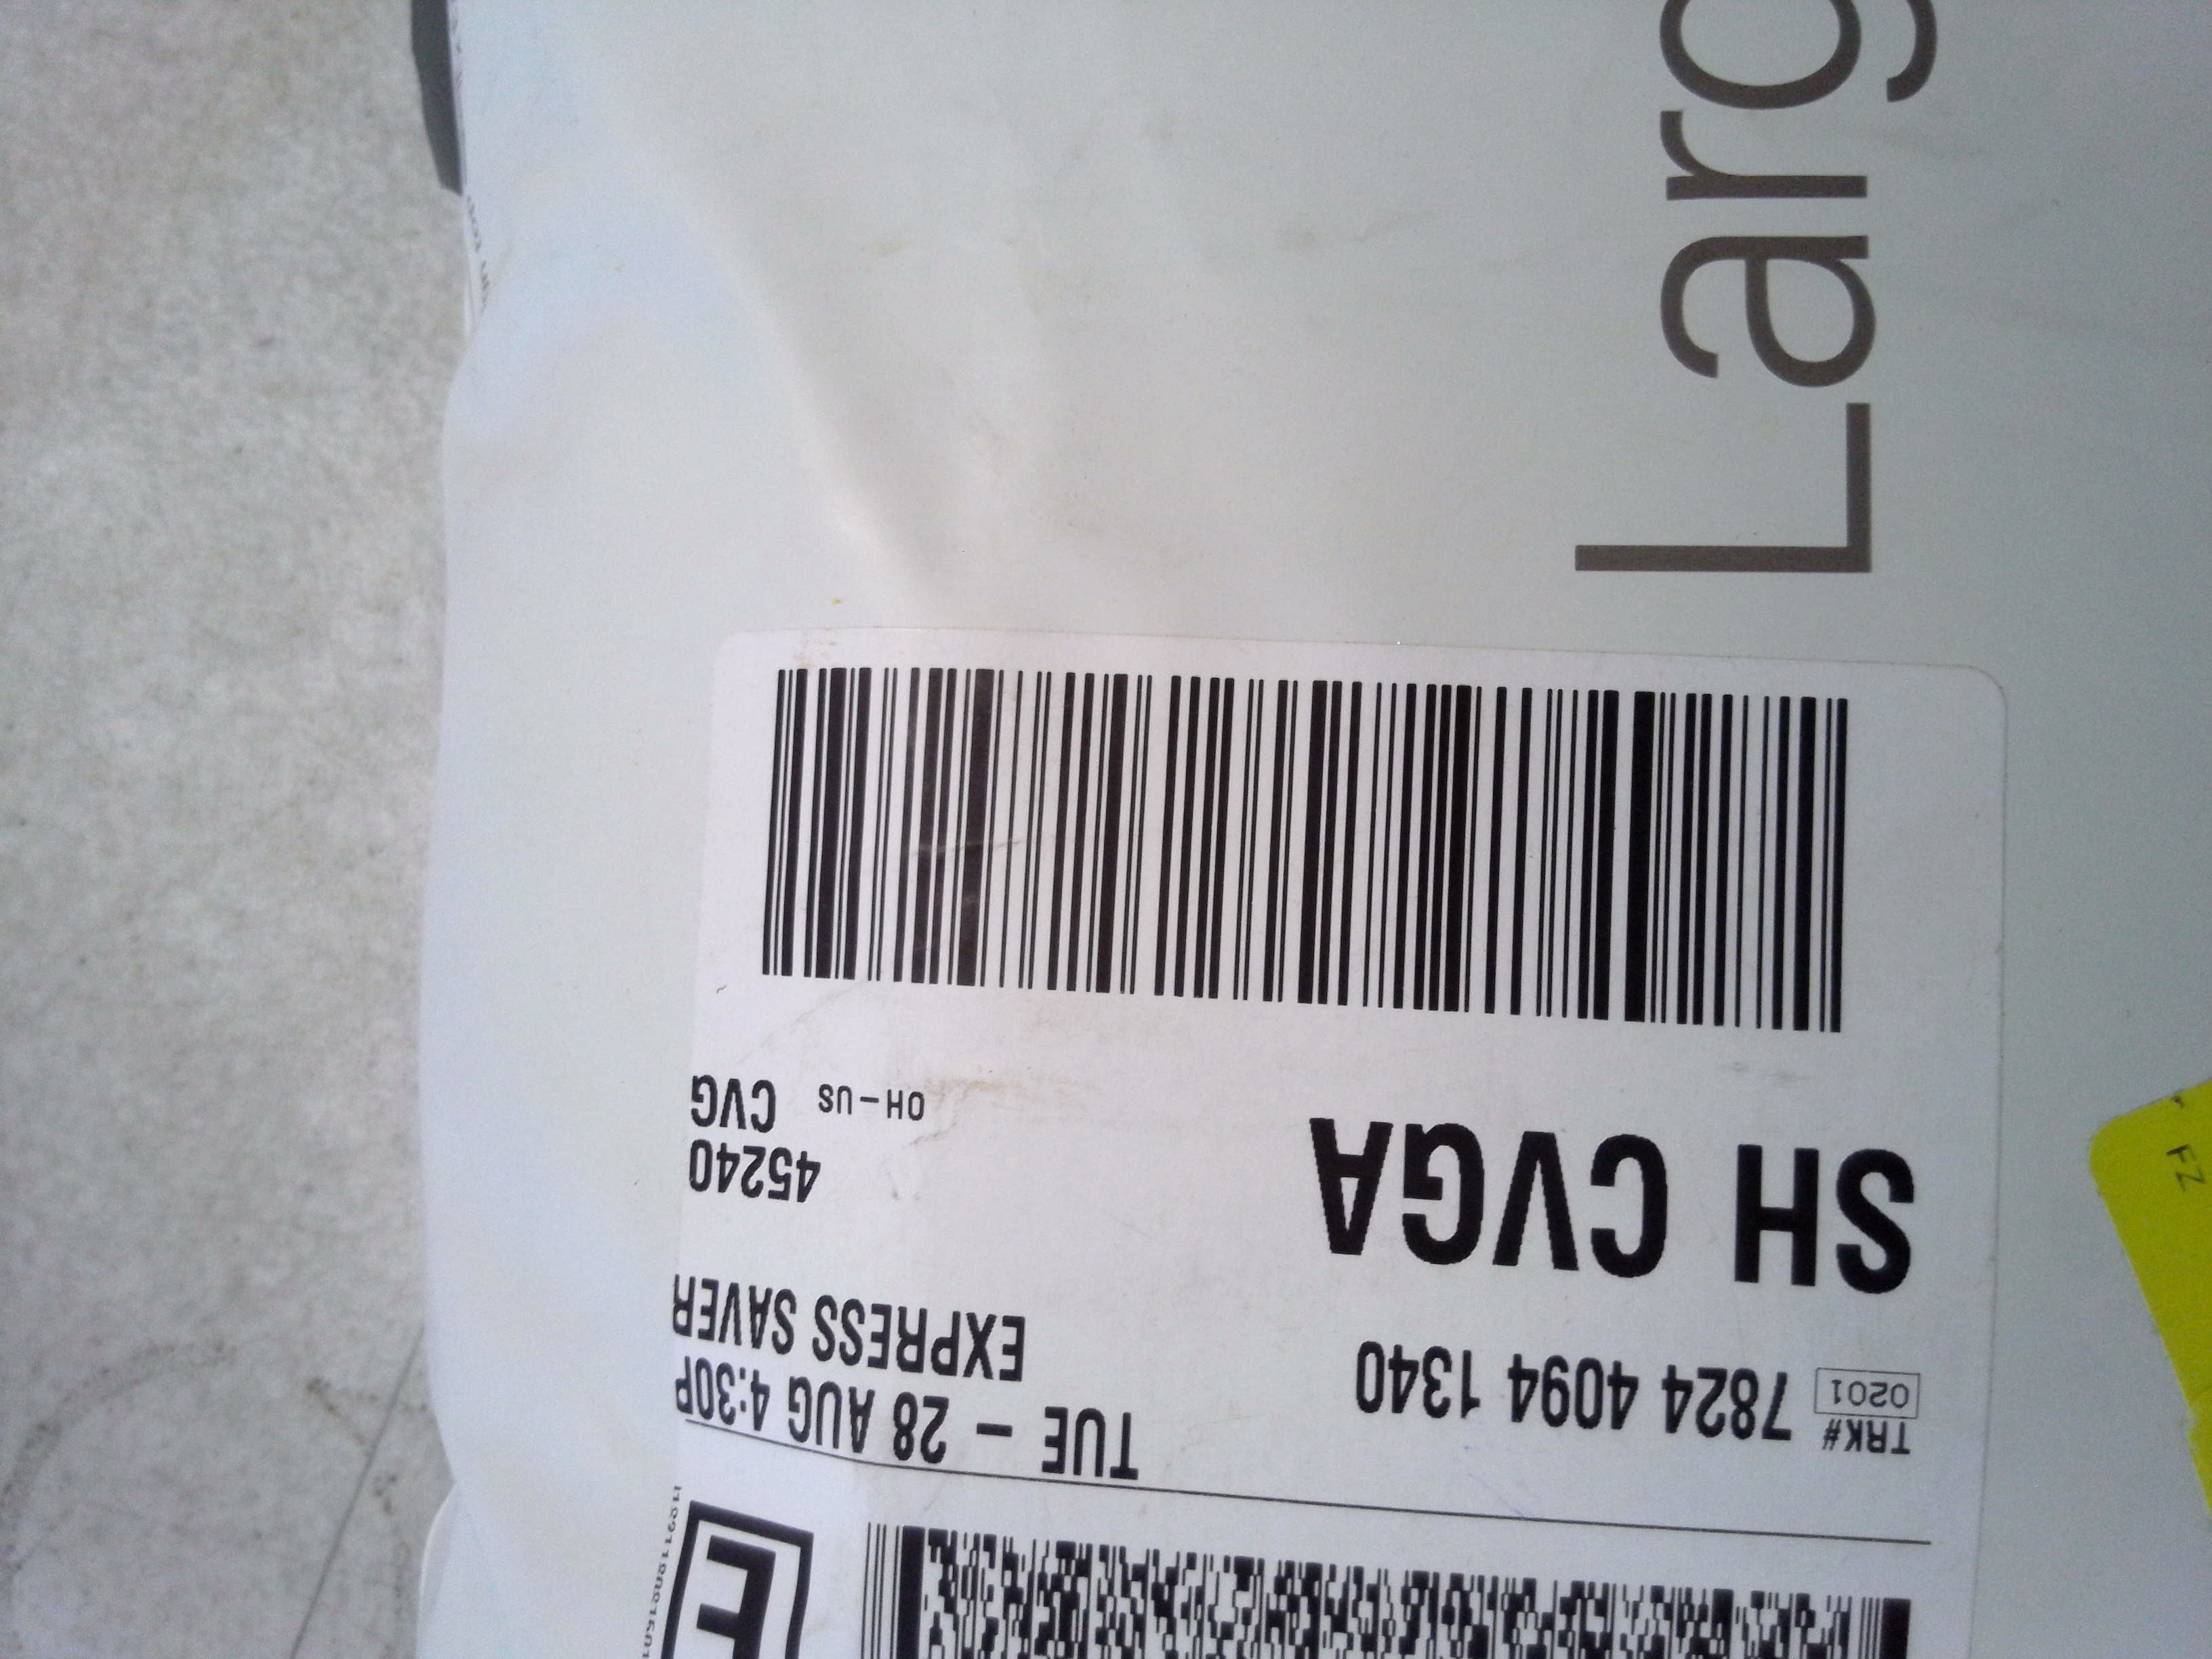 Larg
E
TRK#
0201
7824 4094 1340
TUE - 28 AUG 4:30P
EXPRESS SAVER
SH CVGA
45240
OH-US
CVG
FZ